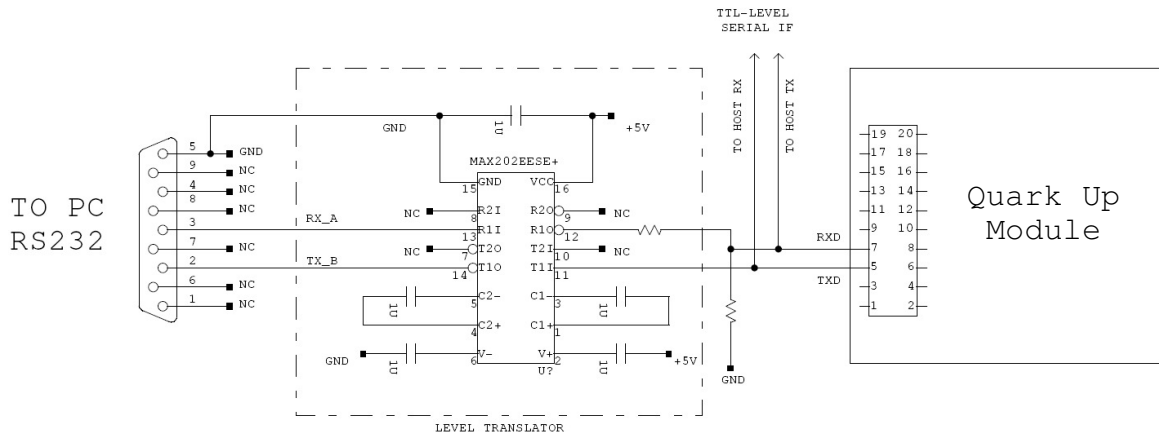 TTL-LEVEL
SERIAL IF
TO HOST RX
TO HOST TX
TO PC
RS232
5
9
4
8
3
7
2
6
1
GND
NC
NC
NC
NC
NC
NC
RX_A
TX_B
GND
1U
+5V
MAX202EESE+
GND
VCC
15
16
NC
R2I
R2O
NC
8
9
R1I
R1O
13
12
NC
T2O
T2I
NC
7
10
T1O
T1I
14
11
1U
C2-
C1-
1U
5
3
C2+
C1+
4
1
GND
1U
V-
V+
1U
+5V
6
2
U?
LEVEL TRANSLATOR
GND
RXD
TXD
19 20
17 18
15 16
13 14
11 12
9 10
7 8
5 6
3 4
1 2
Quark Up
Module